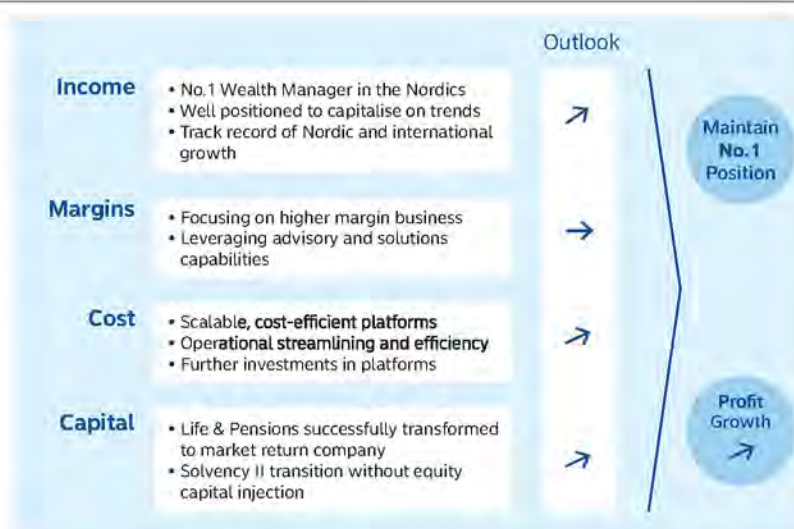 Outlook
Income
• No.1 Wealth Manager in the Nordics
• Well positioned to capitalise on trends
• Track record of Nordic and international
growth
Maintain
No.1
Position
Margins
• Focusing on higher margin business
• Leveraging advisory and solutions
capabilities
Cost
• Scalable, cost-efficient platforms
• Operational streamlining and efficiency
• Further investments in platforms
Capital
• Life & Pensions successfully transformed
to market return company
• Solvency II transition without equity
capital injection
Profit
Growth